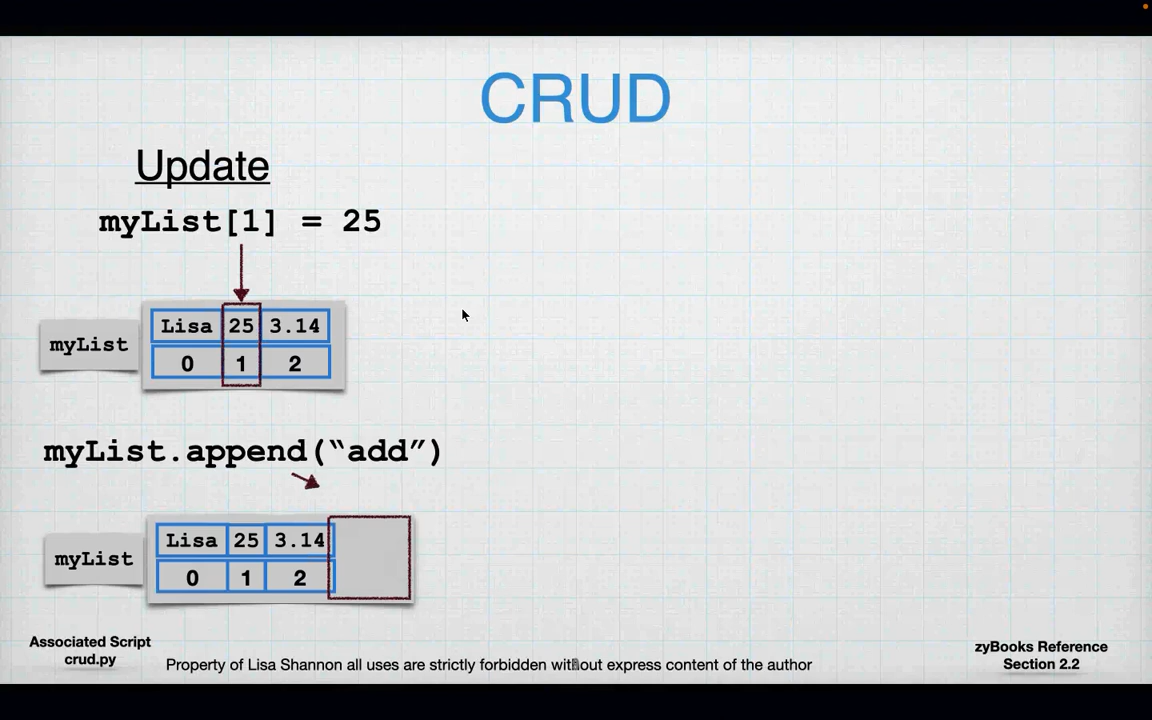 CRUD
Update
myList[1] = 25
myList
Lisa 25 3.14
0 1 2
myList.append(“add”)
myList
Lisa 25 3.14
0 1 2
Associated Script
crud.py
Property of Lisa Shannon all uses are strictly forbidden without express content of the author
zyBooks Reference
Section 2.2